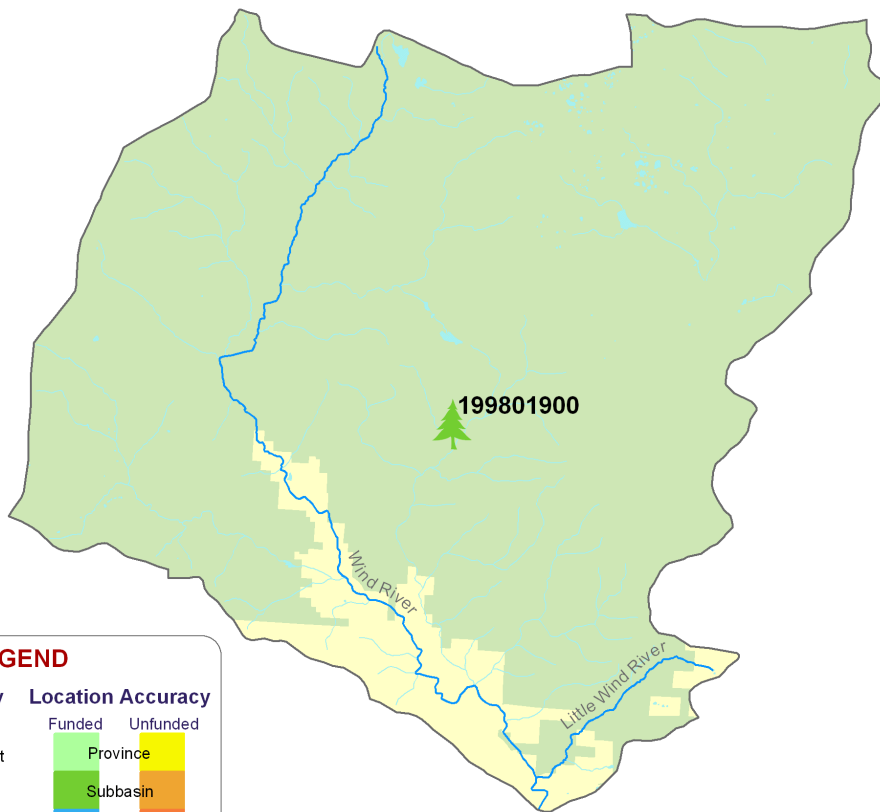 199801900
Wind River
Little Wind River
GEND
y Location Accuracy
Funded Unfunded
t Province
Subbasin